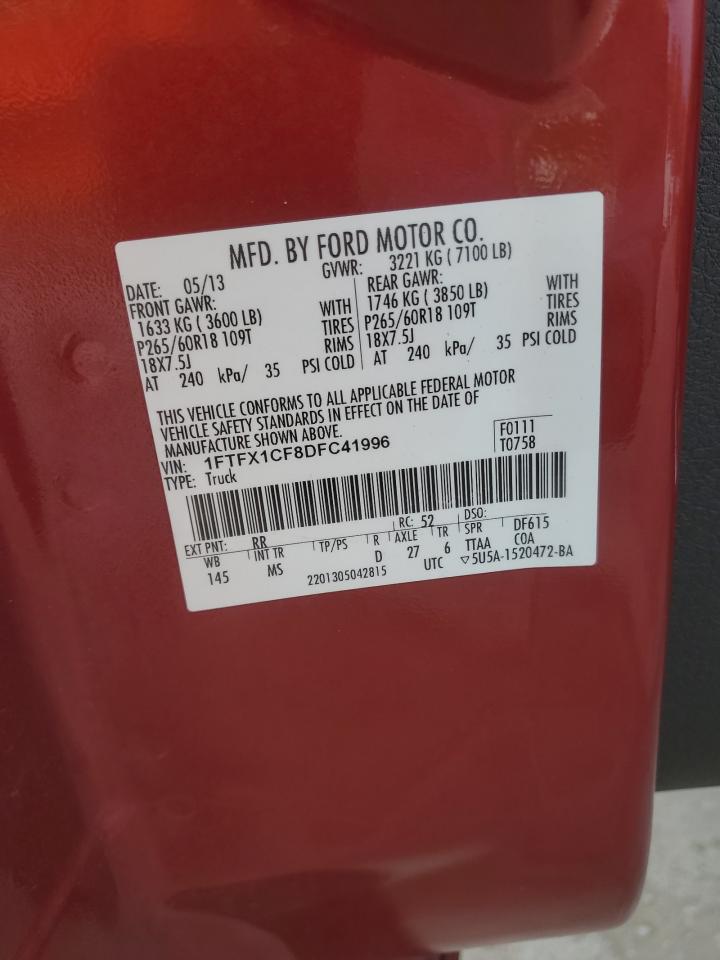 MFD. BY FORD MOTOR CO.
DATE: 05/13 GVWR: 3221 KG ( 7100 LB)
FRONT GAWR: REAR GAWR:
1633 KG ( 3600 LB) WITH 1746 KG ( 3850 LB) WITH
P265/60R18 109T TIRES P265/60R18 109T TIRES
18X7.5J RIMS 18X7.5J RIMS
AT 240 kPa/ 35 PSI COLD AT 240 kPa/ 35 PSI COLD
THIS VEHICLE CONFORMS TO ALL APPLICABLE FEDERAL MOTOR
VEHICLE SAFETY STANDARDS IN EFFECT ON THE DATE OF
MANUFACTURE SHOWN ABOVE.
VIN: 1FTFX1CF8DFC41996 F0111
TYPE: Truck T0758
EXT PNT: RR RC: 52 DSO:
WB INT TR TP/PS R AXLE TR SPR DF615
145 MS D 27 6 TTAA COA
2201305042815 UTC ▽5U5A-1520472-BA